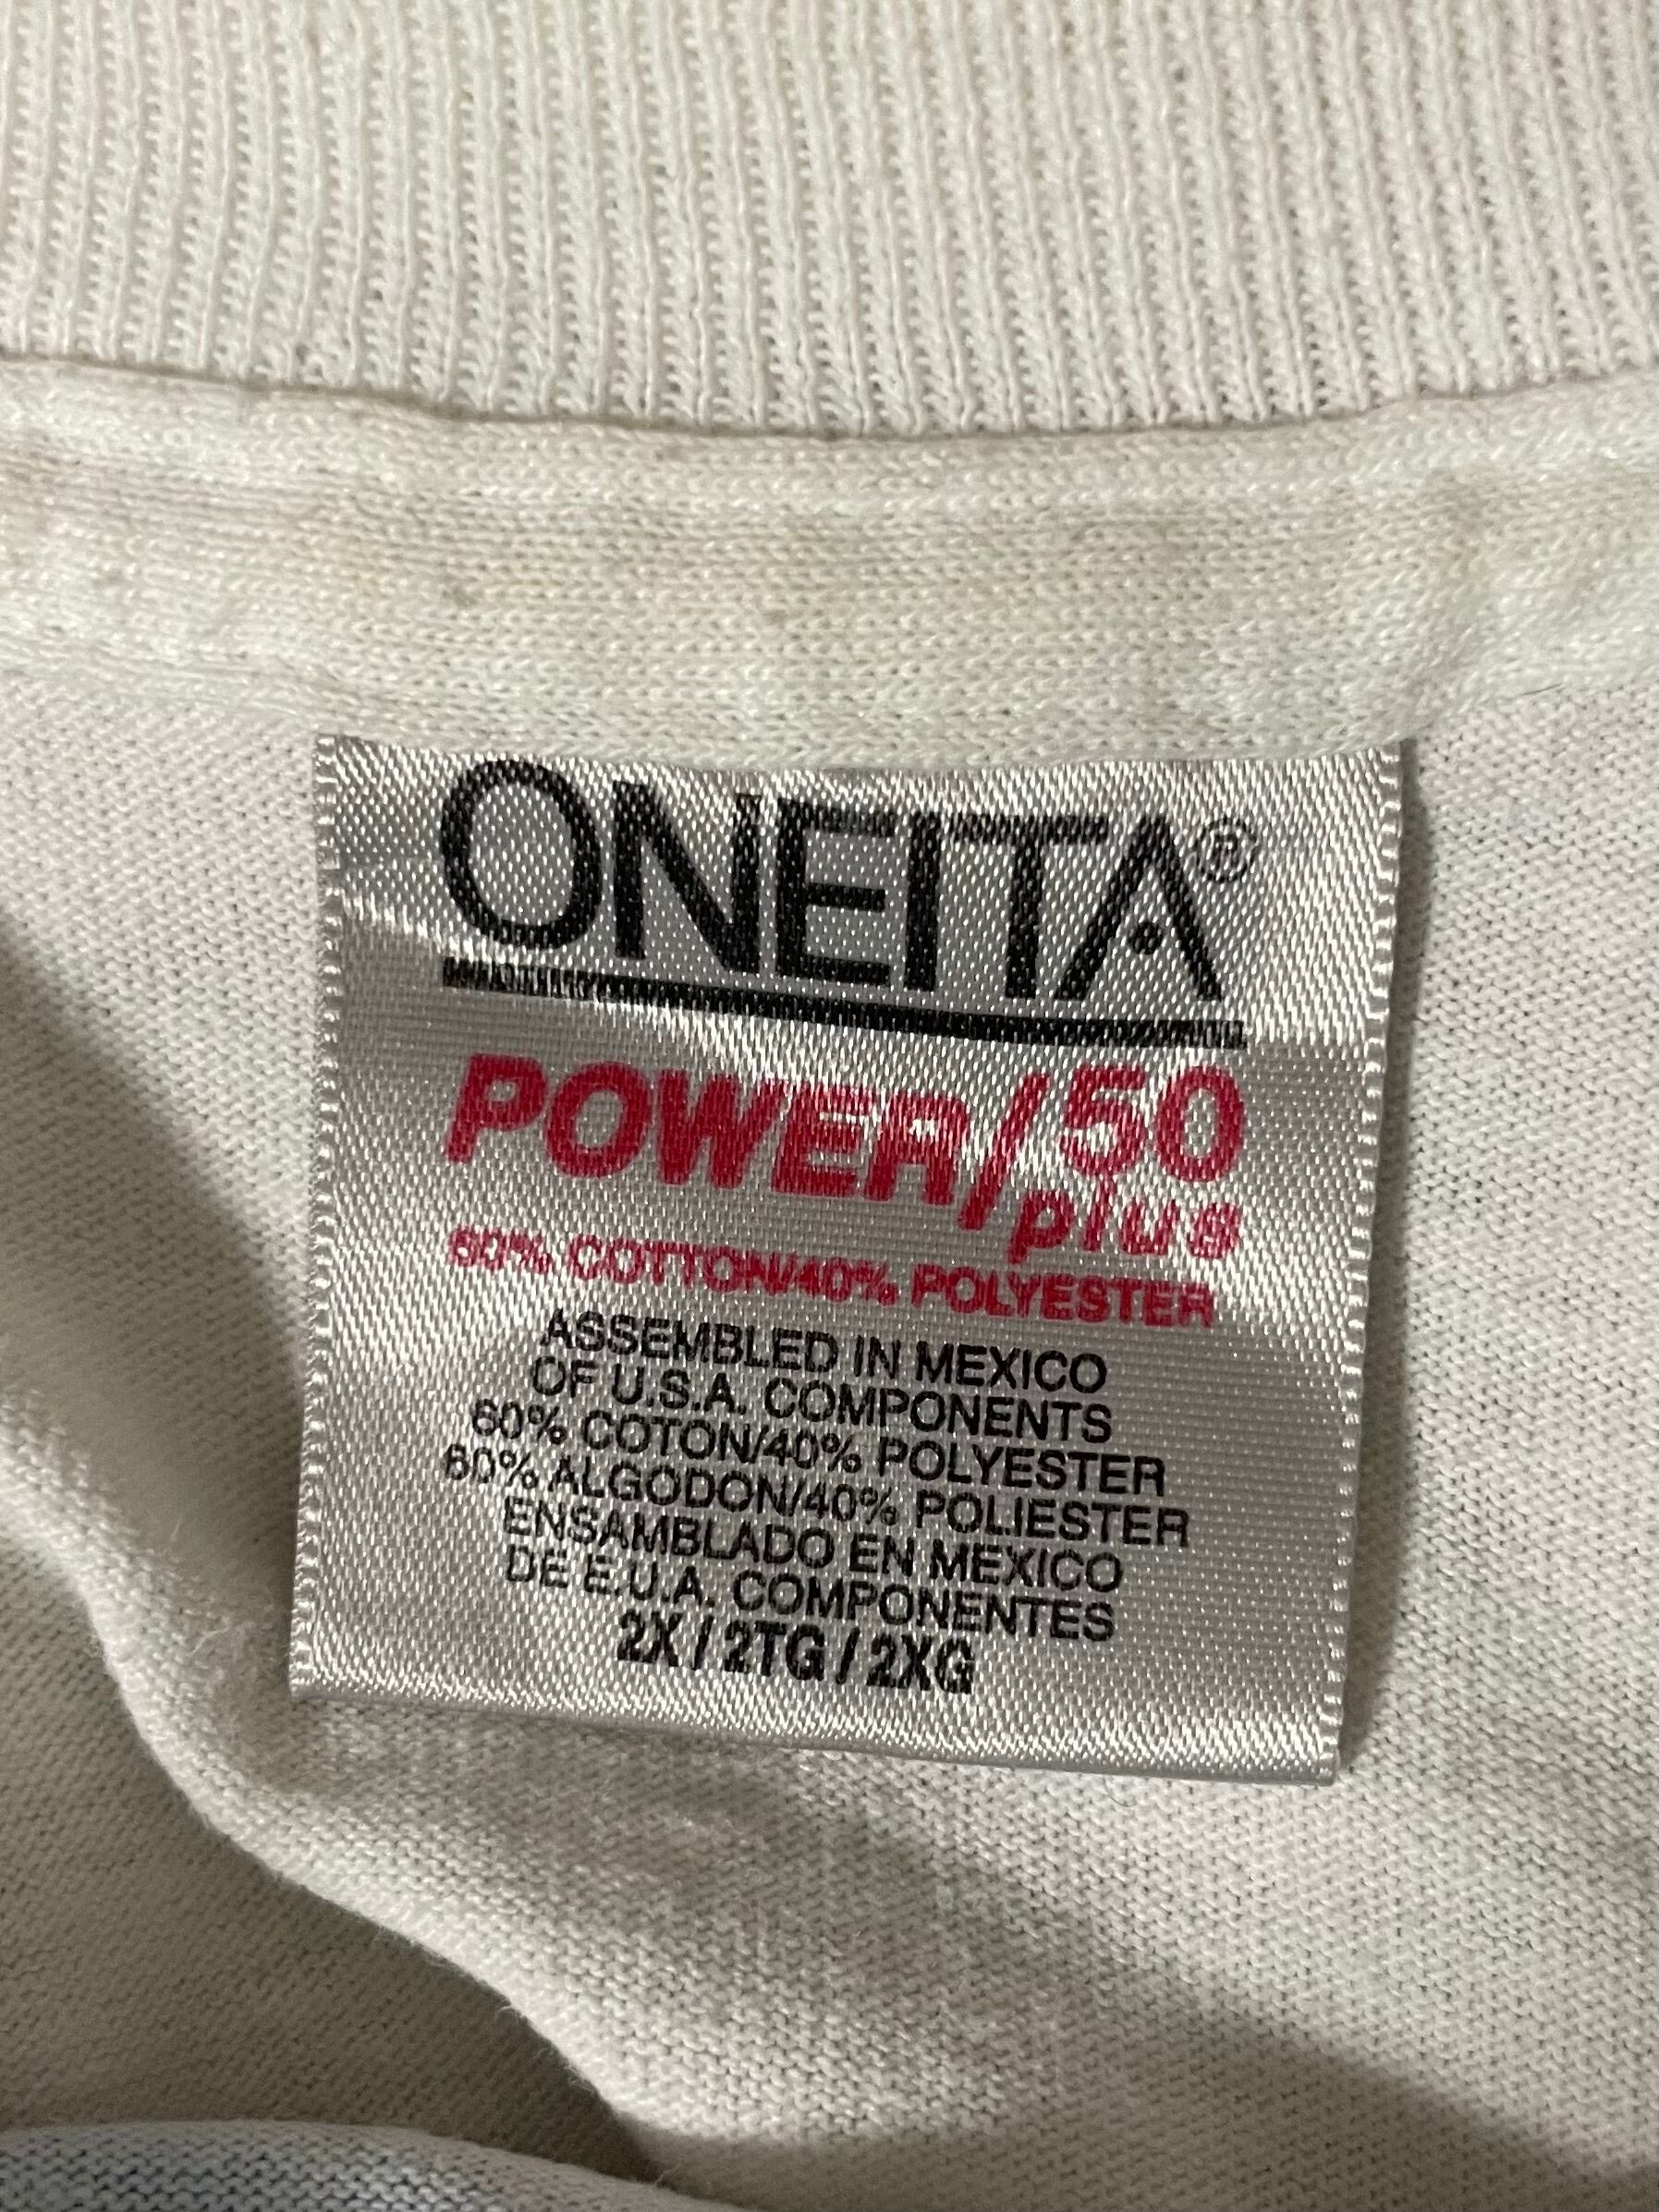 ONEITA®
POWER/50
plus
60% COTTON/40% POLYESTER
ASSEMBLED IN MEXICO
OF U.S.A. COMPONENTS
60% COTON/40% POLYESTER
60% ALGODON/40% POLIESTER
ENSAMBLADO EN MEXICO
DE E.U.A. COMPONENTES
2X / 2TG / 2XG